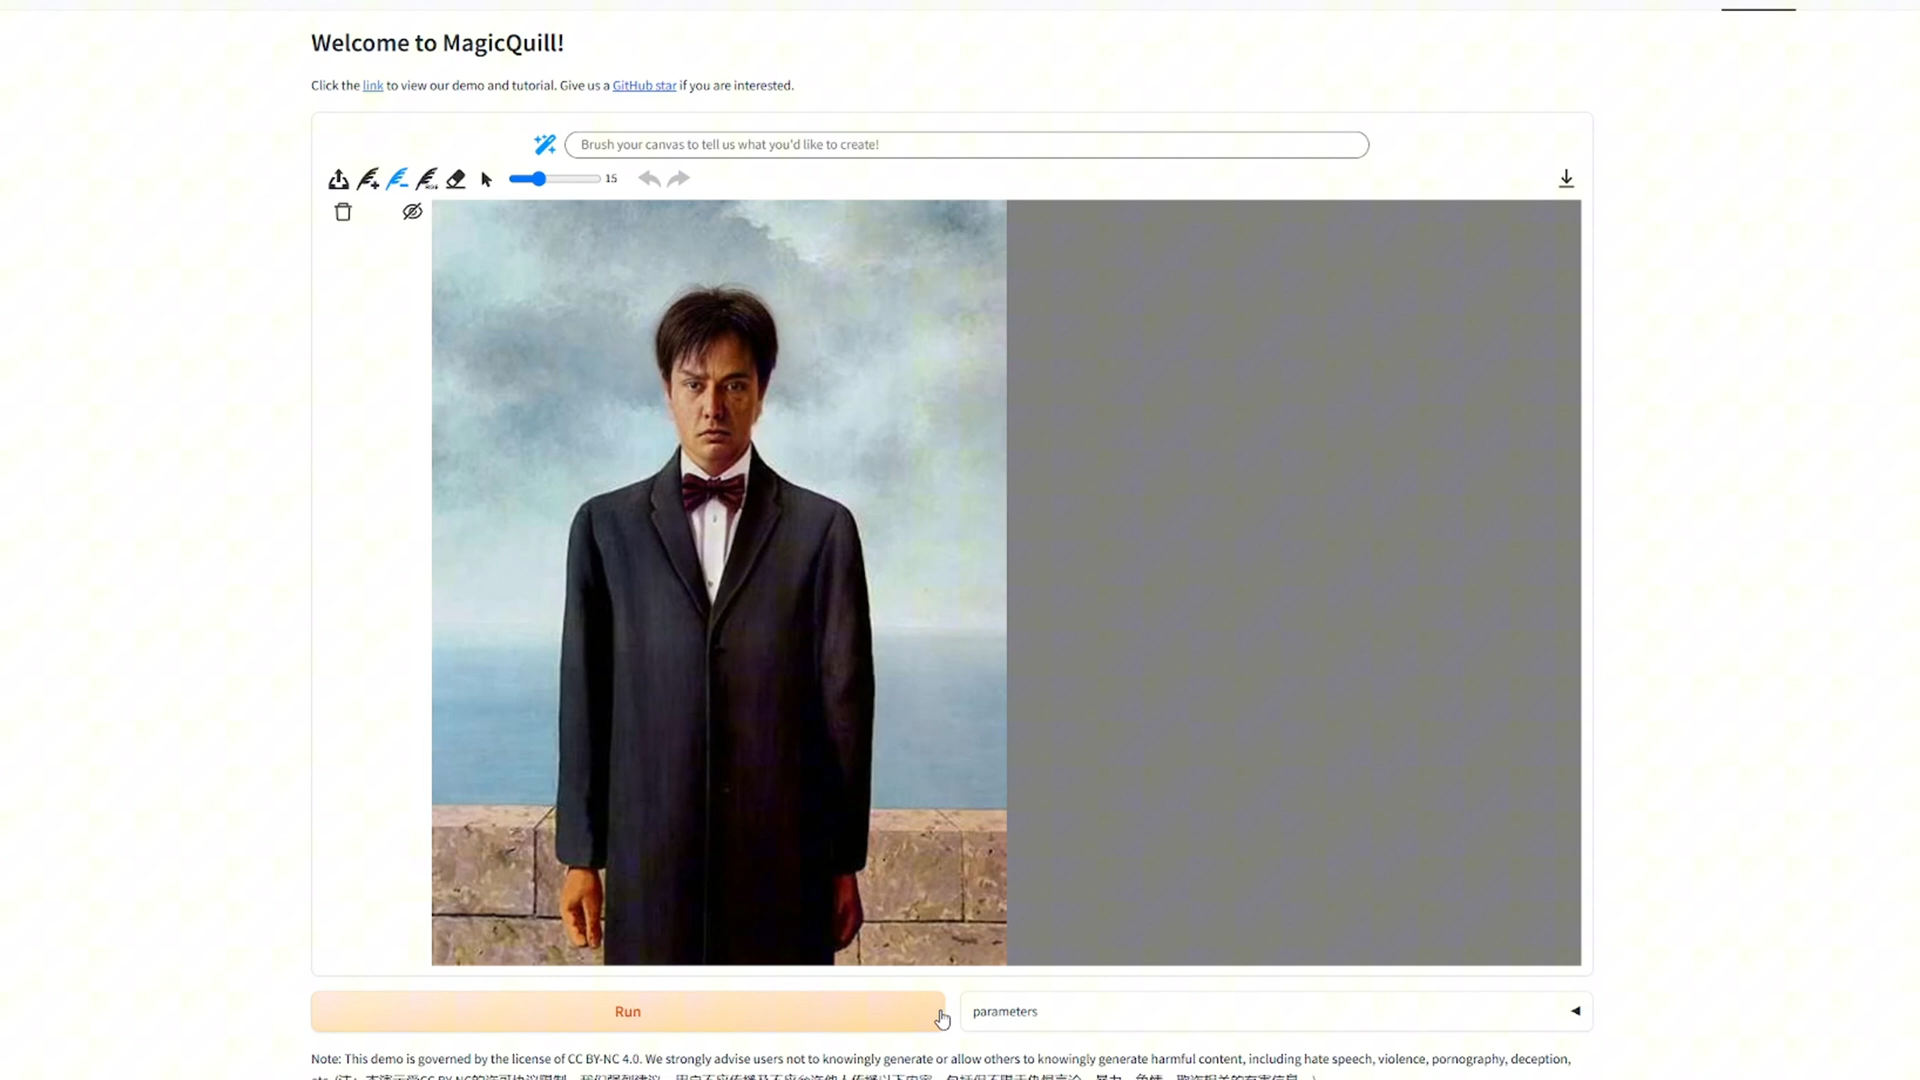 Welcome to MagicQuill!
Click the link to view our demo and tutorial. Give us a GitHub star if you are interested.
Brush your canvas to tell us what you'd like to create!
15
Run
parameters
Note: This demo is governed by the license of CC BY-NC 4.0. We strongly advise users not to knowingly generate or allow others to knowingly generate harmful content, including hate speech, violence, pornography, deception,